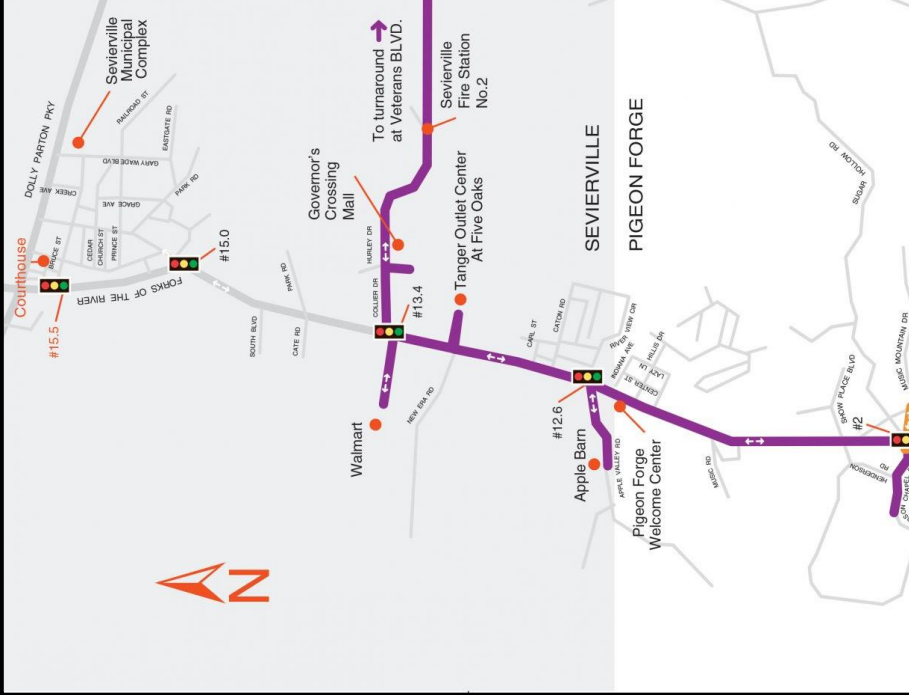 Sevierville
Municipal
Complex
DOLLY PARTON PKY
RAILROAD ST
EASTGATE RD
GARY WADE BLVD
CREEK AVE
GRACE AVE
PARK RD
Courthouse
BRUCE ST
CEDAR
CHURCH ST
PRINCE ST
#15.5
FORKS OF THE RIVER
#15.0
SOUTH BLVD
PARK RD
CATE RD
To turnaround
at Veterans BLVD.
Governor's
Crossing
Mall
Sevierville
Fire Station
No.2
HURLEY DR
COLLIER DR
#13.4
Tanger Outlet Center
At Five Oaks
Walmart
NEW ERA RD
CARL ST
CATON RD
SEVIERVILLE
PIGEON FORGE
RIVER VIEW CIR
INDIANA AVE
HILLIS DR
LAZY LN
CENTER ST
#12.6
Apple Barn
APPLE VALLEY RD
Pigeon Forge
Welcome Center
MUSIC RD
N
SUGAR HOLLOW RD
SHOW PLACE BLVD
MUSIC MOUNTAIN DR
#2
HENDERSON
RD
SON CHAPEL